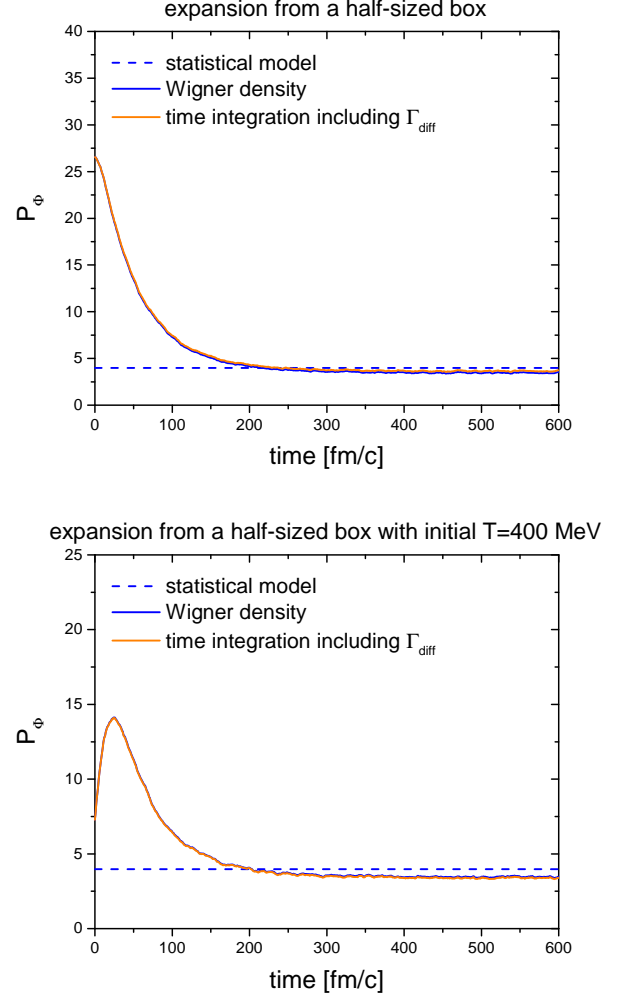 expansion from a half-sized box
40
35
30
25
20
15
10
5
0
P_Φ
statistical model
Wigner density
time integration including Γ_diff
0 100 200 300 400 500 600
time [fm/c]
expansion from a half-sized box with initial T=400 MeV
25
20
15
10
5
0
P_Φ
statistical model
Wigner density
time integration including Γ_diff
0 100 200 300 400 500 600
time [fm/c]